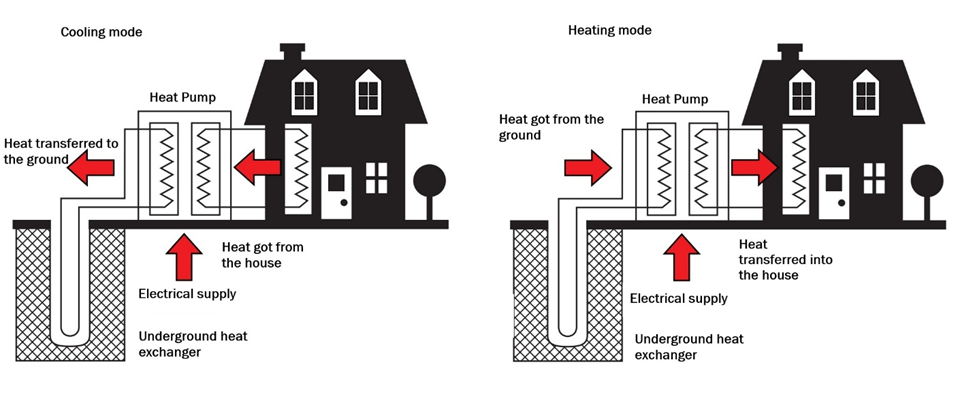 Cooling mode
Heat Pump
Heat transferred to
the ground
Heat got from
the house
Electrical supply
Underground heat
exchanger
Heating mode
Heat Pump
Heat got from the
ground
Heat
transferred into
the house
Electrical supply
Underground heat
exchanger